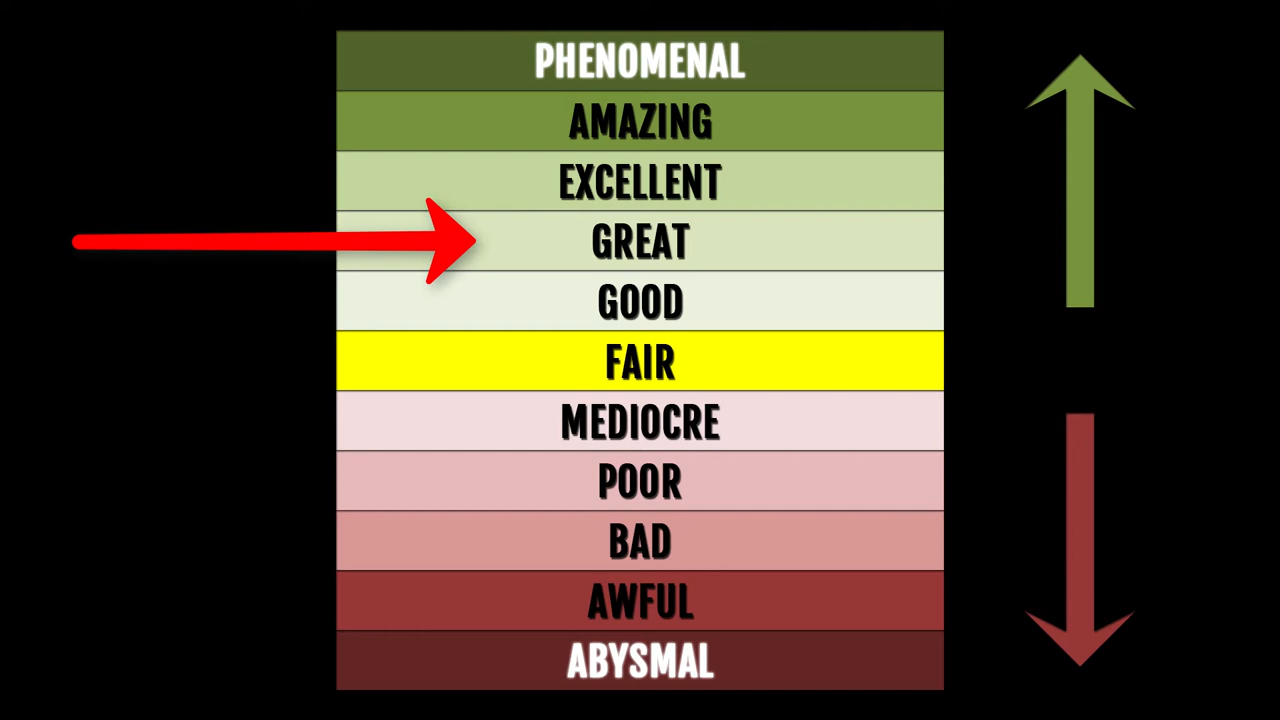 PHENOMENAL
AMAZING
EXCELLENT
GREAT
GOOD
FAIR
MEDIOCRE
POOR
BAD
AWFUL
ABYSMAL